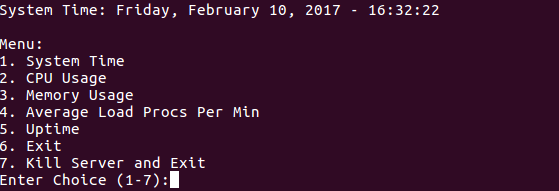 System Time: Friday, February 10, 2017 - 16:32:22
Menu:
1. System Time
2. CPU Usage
3. Memory Usage
4. Average Load Procs Per Min
5. Uptime
6. Exit
7. Kill Server and Exit
Enter Choice (1-7):